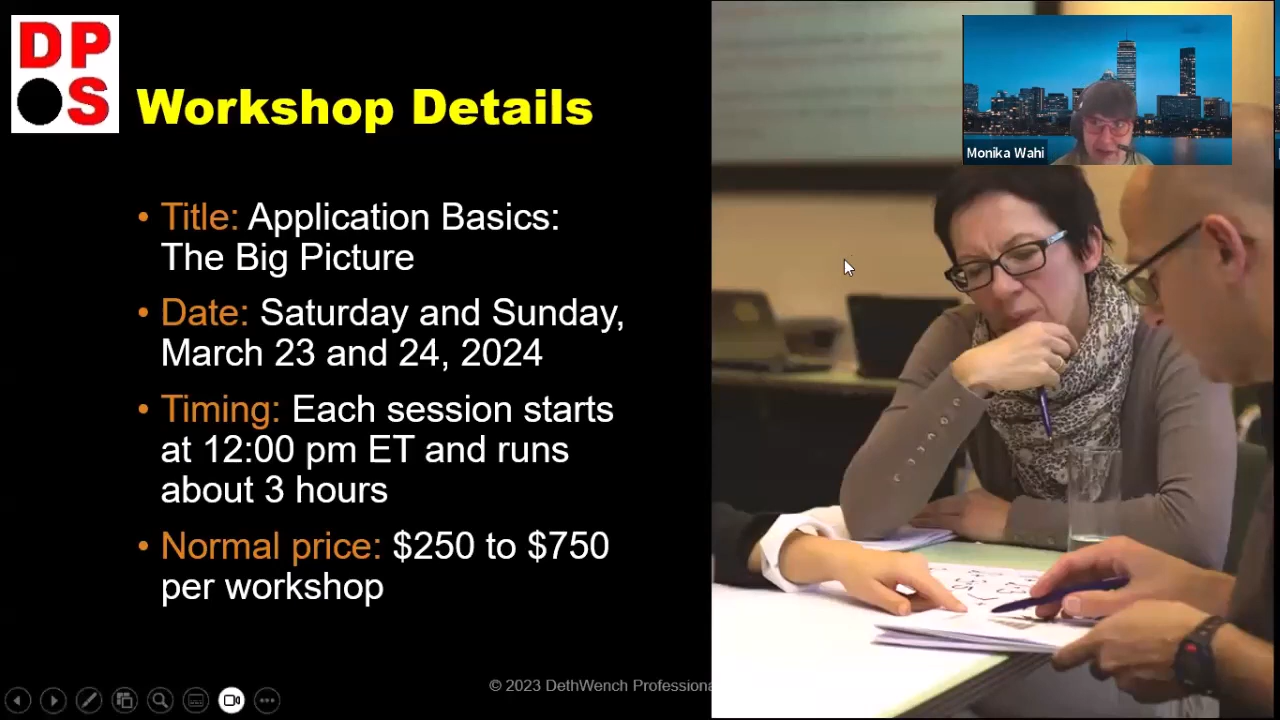 DP
S
Workshop Details
Monika Wahi
• Title: Application Basics:
The Big Picture
• Date: Saturday and Sunday,
March 23 and 24, 2024
• Timing: Each session starts
at 12:00 pm ET and runs
about 3 hours
• Normal price: $250 to $750
per workshop
© 2023 DethWench Professiona